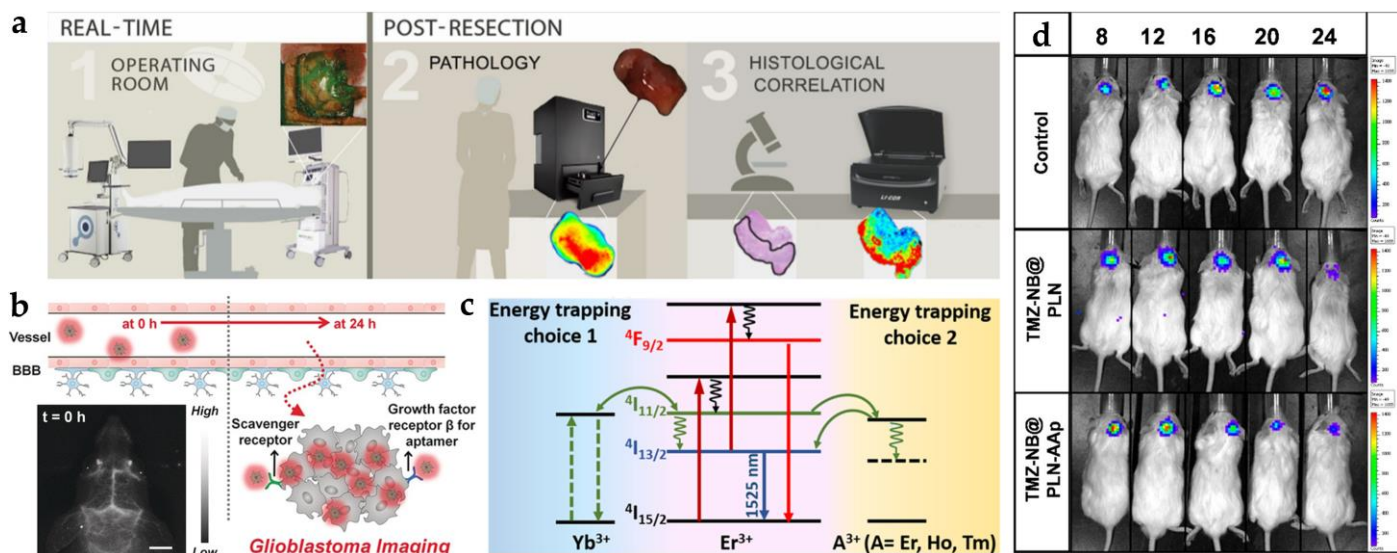 a
REAL-TIME
POST-RESECTION
1 OPERATING
ROOM
2 PATHOLOGY
3 HISTOLOGICAL
CORRELATION
LI-COR
b
at 0 h
at 24 h
Vessel
BBB
t = 0 h
High
Low
Scavenger
receptor
Growth factor
receptor β for
aptamer
Glioblastoma Imaging
c
Energy trapping
choice 1
Energy trapping
choice 2
⁴F₉/₂
⁴I₁₁/₂
⁴I₁₃/₂
1525 nm
⁴I₁₅/₂
Yb³⁺
Er³⁺
A³⁺ (A= Er, Ho, Tm)
d
8 12 16 20 24
Control
TMZ-NB@
PLN
TMZ-NB@
PLN-AAp